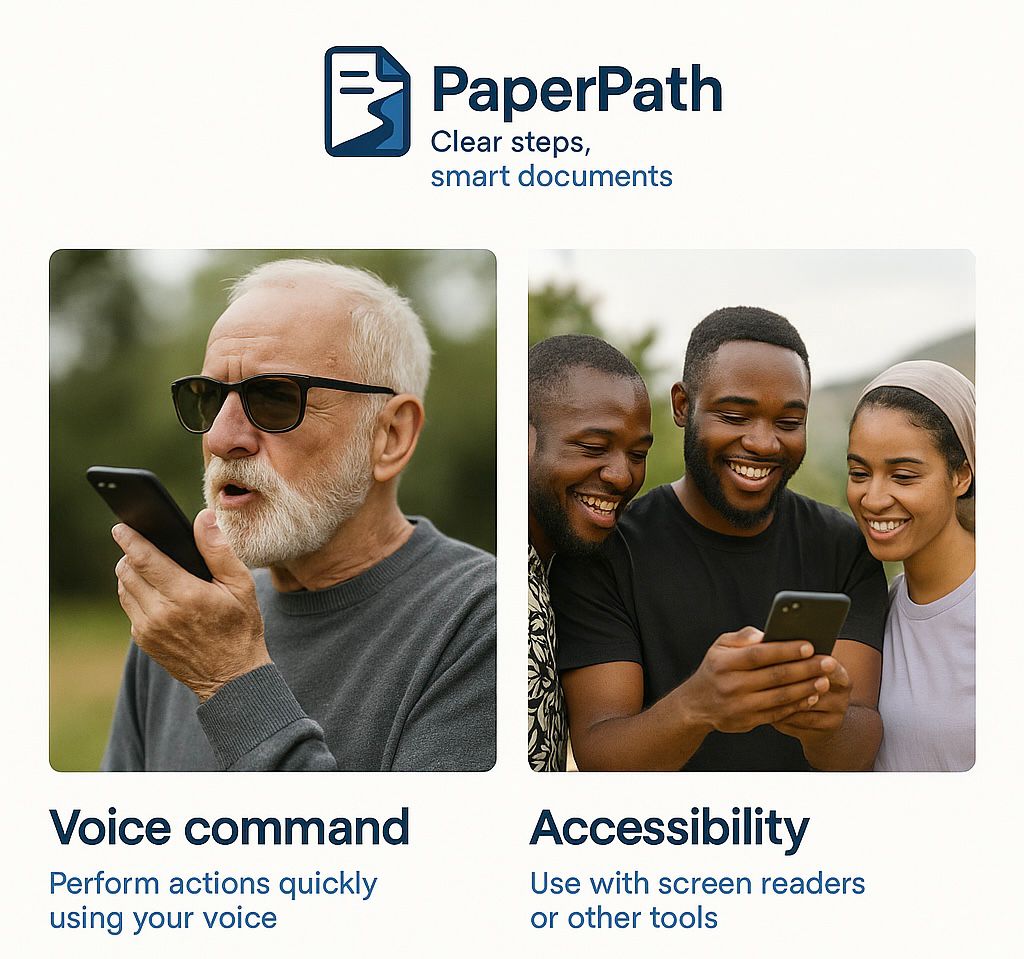 PaperPath
Clear steps,
smart documents
Voice command
Perform actions quickly
using your voice
Accessibility
Use with screen readers
or other tools